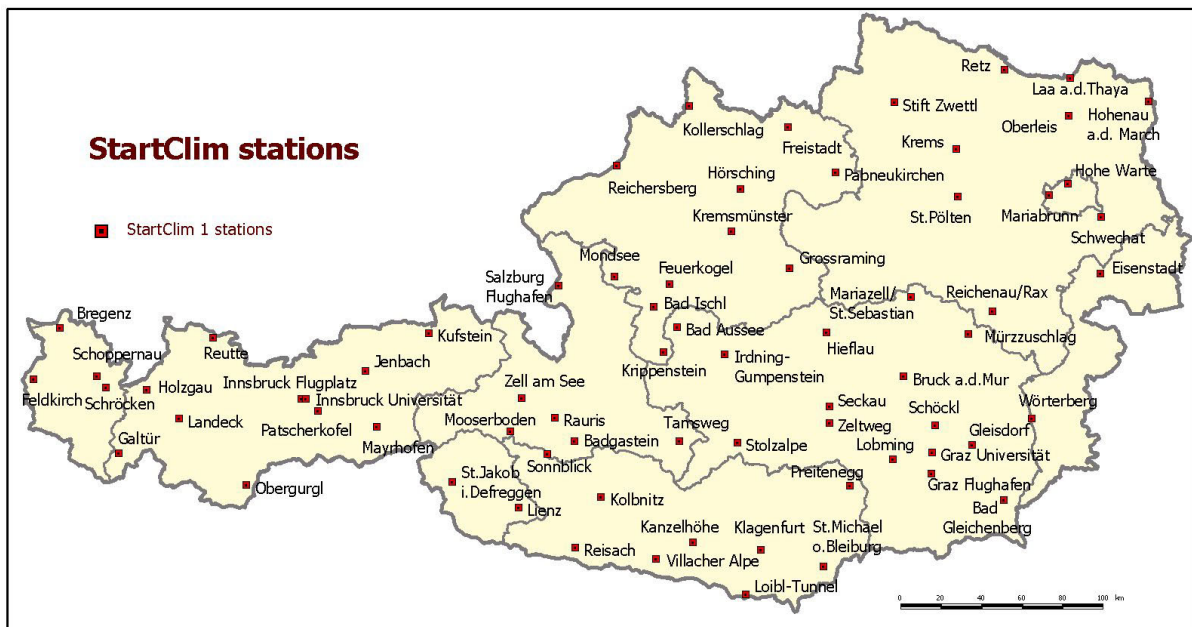 Retz
Laa a.d.Thaya
Stift Zwettl
Hohenau
a.d. March
Oberleis
Kollerschlag
Freistadt
Krems
StartClim stations
Hörsching
Pabneukirchen
Hohe Warte
Reichersberg
Kremsmünster
St.Pölten
Mariabrunn
StartClim 1 stations
Schwechat
Mondsee
Feuerkogel
Grossraming
Eisenstadt
Salzburg
Flughafen
Mariazell/
St.Sebastian
Reichenau/Rax
Bad Ischl
Bregenz
Bad Aussee
Kufstein
Hieflau
Mürzzuschlag
Reutte
Schoppernau
Jenbach
Krippenstein
Irdning-
Gumpenstein
Feldkirch
Schröcken
Holzgau
Innsbruck Flugplatz
Zell am See
Bruck a.d.Mur
Innsbruck Universität
Seckau
Schöckl
Wörterberg
Landeck
Patscherkofel
Mooserboden
Rauris
Tamsweg
Zeltweg
Gleisdorf
Galtür
Mayrhofen
Badgastein
Stolzalpe
Lobming
Graz Universität
Sonnblick
Obergurgl
St.Jakob
i.Defreggen
Preitenegg
Graz Flughafen
Kolbnitz
Lienz
Bad
Gleichenberg
Kanzelhöhe
Klagenfurt
St.Michael
o.Bleiburg
Reisach
Villacher Alpe
Loibl-Tunnel
0 20 40 60 80 100 km